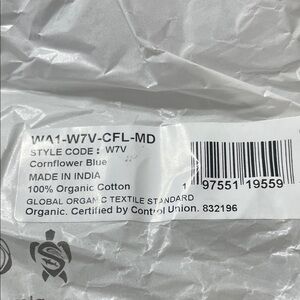 WA1-W7V-CFL-MD
STYLE CODE: W7V
Cornflower Blue
MADE IN INDIA
100% Organic Cotton
1 97551 19559
GLOBAL ORGANIC TEXTILE STANDARD
Organic. Certified by Control Union. 832196